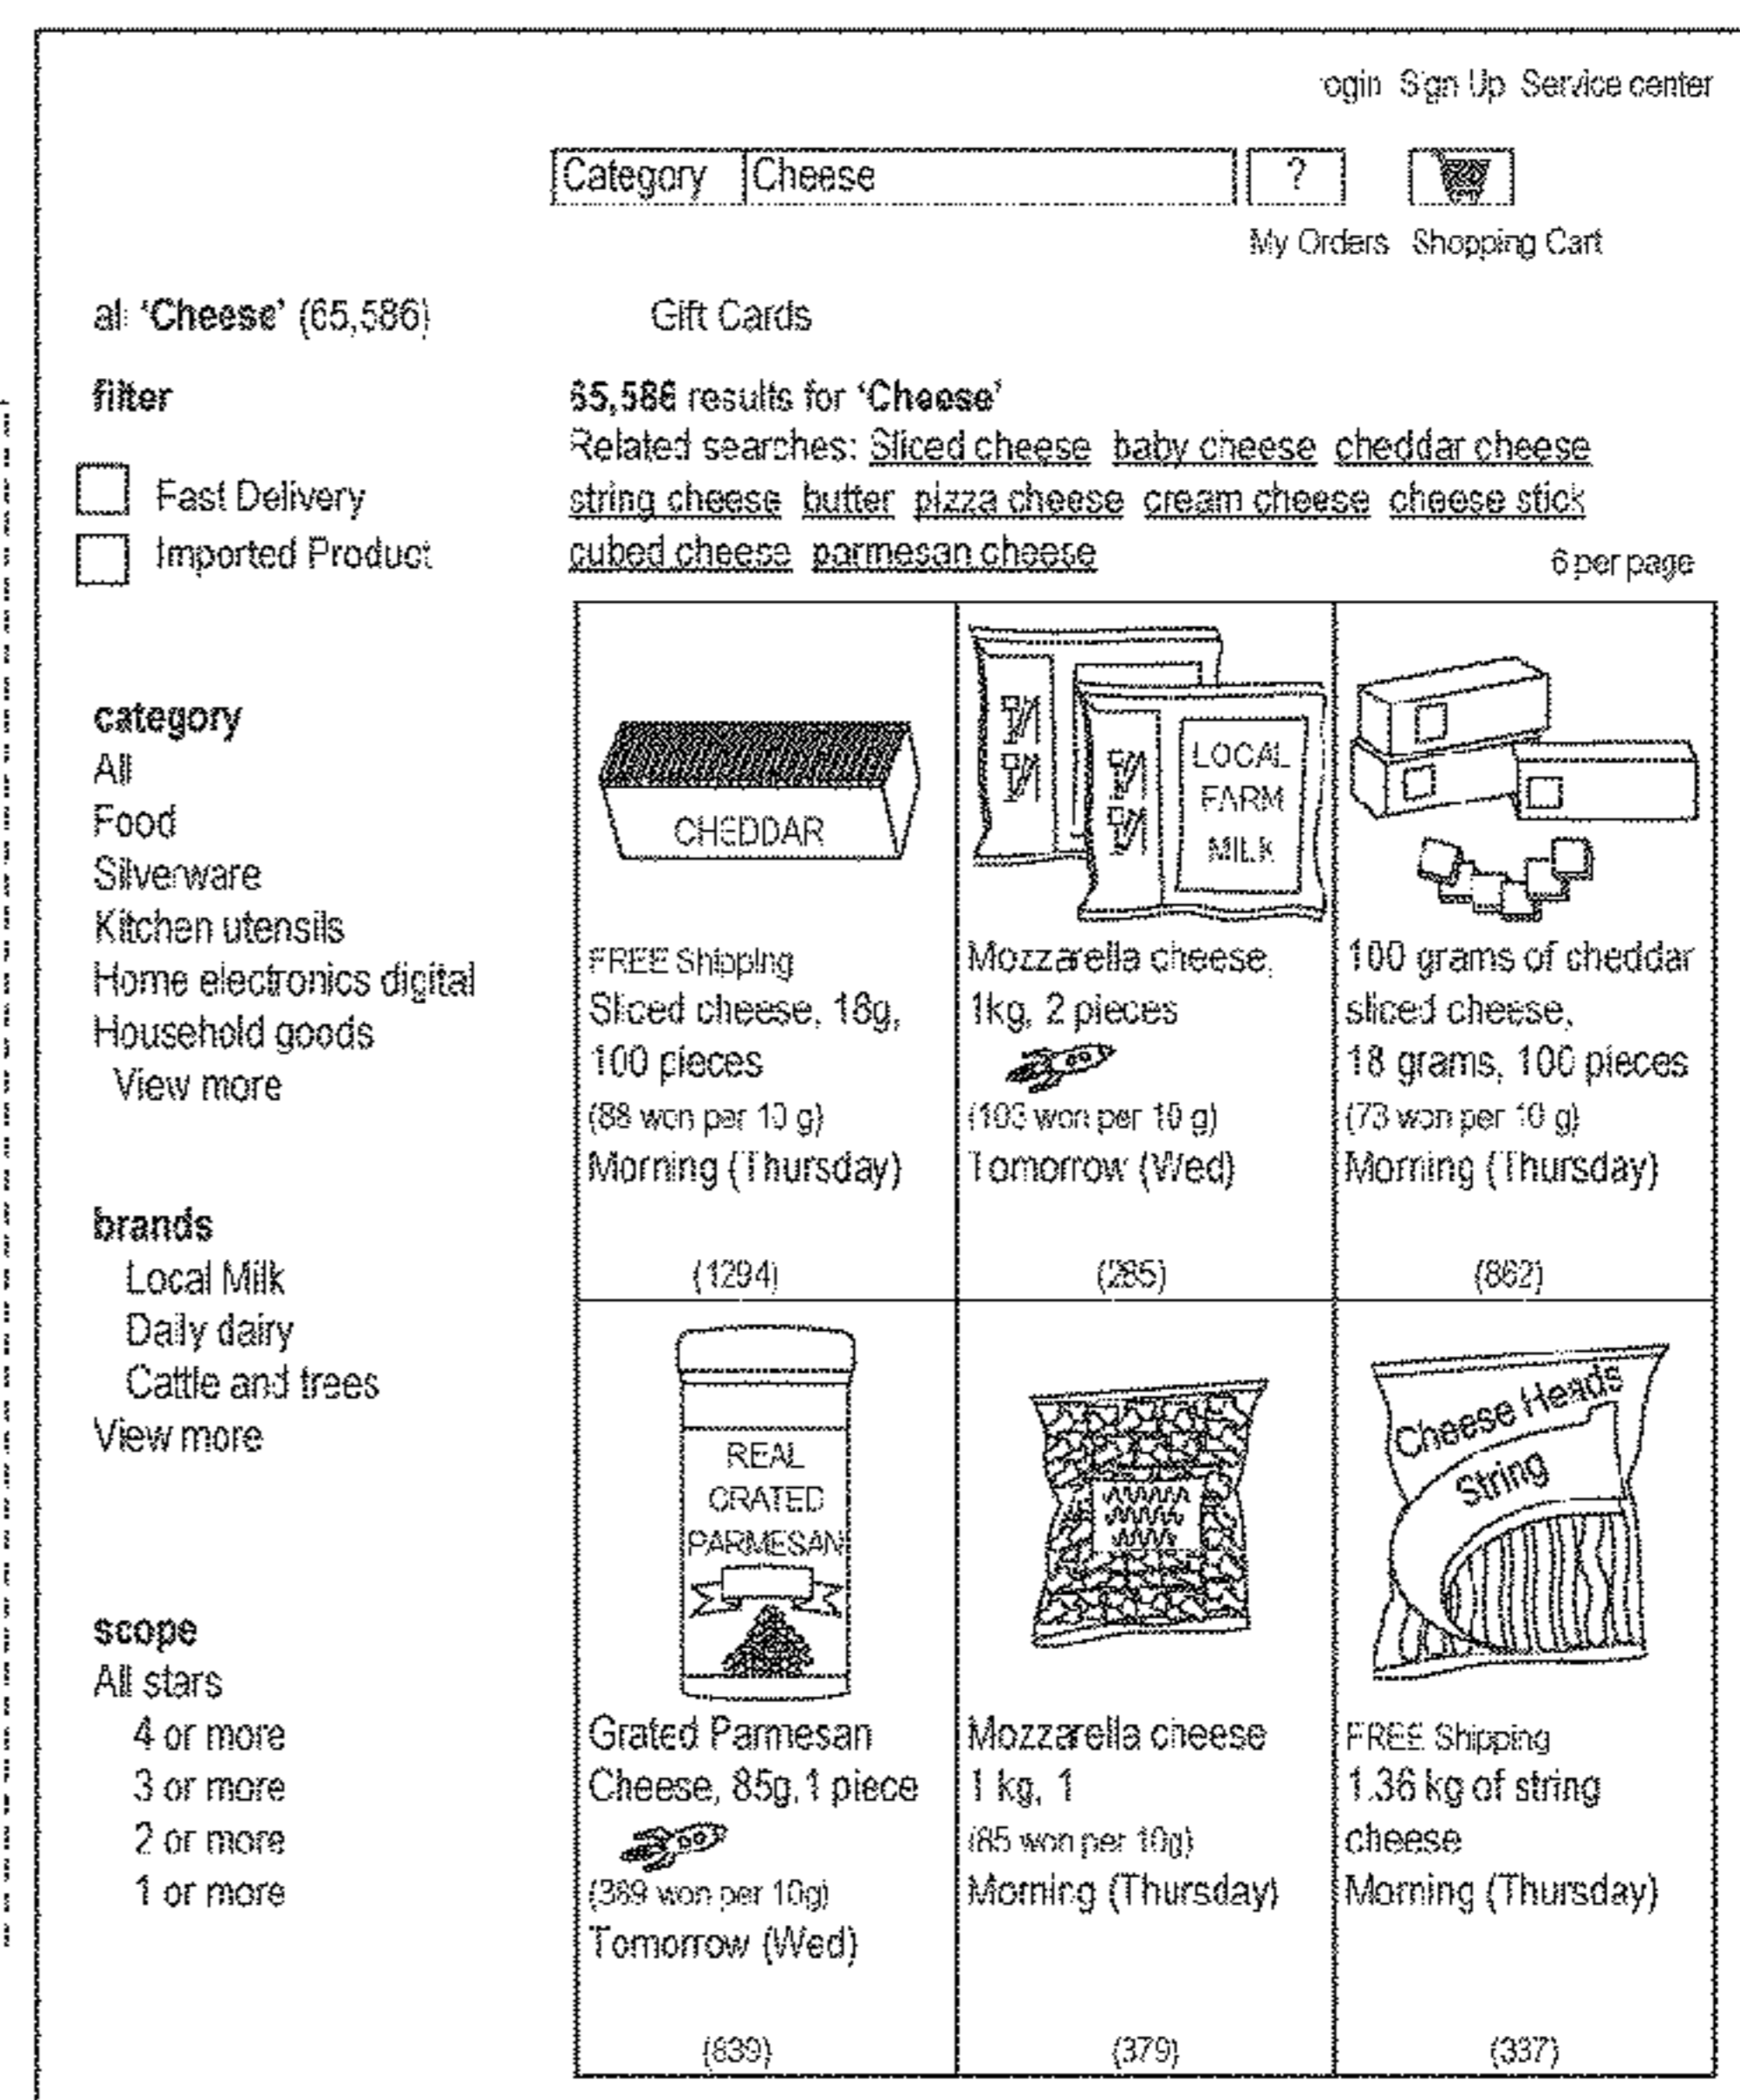 ogin Sign Up Service center
Category Cheese ?
My Orders Shopping Cart
all 'Cheese' (65,586) Gift Cards
filter
Fast Delivery
Imported Product
category
All
Food
Silverware
Kitchen utensils
Home electronics digital
Household goods
View more
brands
Local Milk
Daily dairy
Cattle and trees
View more
scope
All stars
4 or more
3 or more
2 or more
1 or more
65,586 results for 'Cheese'
Related searches: Sliced cheese baby cheese cheddar cheese
string cheese butter pizza cheese cream cheese cheese stick
cubed cheese parmesan cheese
6 per page
CHEDDAR
FREE Shipping
Sliced cheese, 18g,
100 pieces
(88 won per 10 g)
Morning (Thursday)
(1294)
LOCAL
FARM
MILK
Mozzarella cheese,
1kg, 2 pieces
(103 won per 10 g)
Tomorrow (Wed)
(285)
100 grams of cheddar
sliced cheese,
18 grams, 100 pieces
(73 won per 10 g)
Morning (Thursday)
(862)
REAL
GRATED
PARMESAN
Grated Parmesan
Cheese, 85g, 1 piece
(389 won per 10g)
Tomorrow (Wed)
(839)
Mozzarella cheese
1 kg, 1
(85 won per 10g)
Morning (Thursday)
(379)
Cheese Heads
String
FREE Shipping
1.36 kg of string
cheese
Morning (Thursday)
(337)